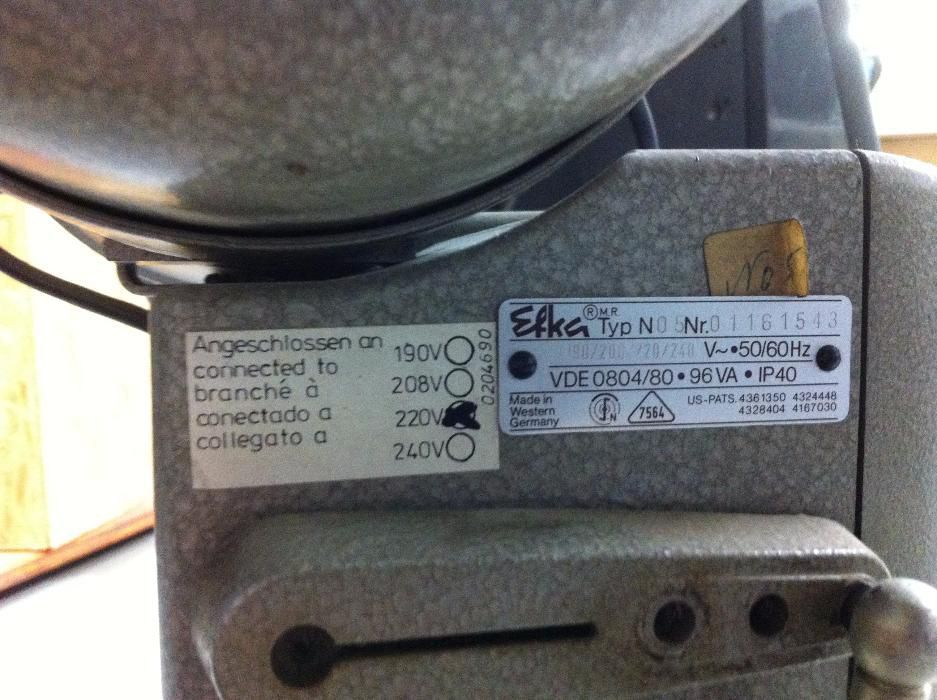 Angeschlossen an
connected to
branché à
conectado a
collegato a
190V
208V
220V
240V
0204690
No
Efka ® M.R. Typ N05 Nr. 01161543
V~ • 50/60Hz
VDE 0804/80 • 96 VA • IP40
Made in
Western
Germany
N
7564
US-PATS. 4361350 4324448
4328404 4167030